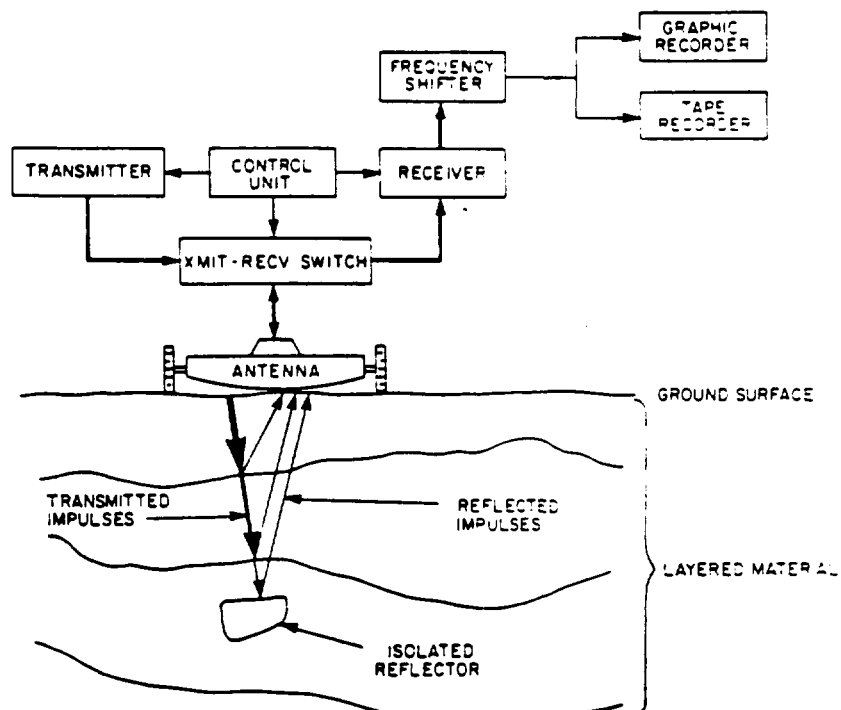 GRAPHIC
RECORDER
FREQUENCY
SHIFTER
TAPE
RECORDER
TRANSMITTER
CONTROL
UNIT
RECEIVER
XMIT-RECV SWITCH
ANTENNA
GROUND SURFACE
TRANSMITTED
IMPULSES
REFLECTED
IMPULSES
LAYERED MATERIAL
ISOLATED
REFLECTOR